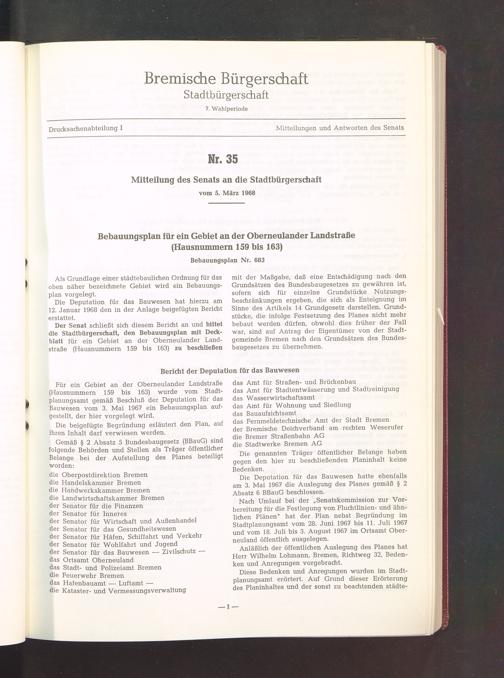 Bremische Bürgerschaft
Stadtbürgerschaft
7. Wahlperiode
Drucksachenabteilung I
Mitteilungen und Antworten des Senats
Nr. 35
Mitteilung des Senats an die Stadtbürgerschaft
vom 5. März 1968
Bebauungsplan für ein Gebiet an der Oberneulander Landstraße
(Hausnummern 159 bis 163)
Bebauungsplan Nr. 683
Als Grundlage einer städtebaulichen Ordnung für das
oben näher bezeichnete Gebiet wird ein Bebauungs-
plan vorgelegt.
Die Deputation für das Bauwesen hat hierzu am
12. Januar 1968 den in der Anlage beigefügten Bericht
erstattet.
Der Senat schließt sich diesem Bericht an und bittet
die Stadtbürgerschaft, den Bebauungsplan mit Deck-
blatt für ein Gebiet an der Oberneulander Land-
straße (Hausnummern 159 bis 163) zu beschließen
mit der Maßgabe, daß eine Entschädigung nach den
Grundsätzen des Bundesbaugesetzes zu gewähren ist,
sofern sich für einzelne Grundstücke Nutzungs-
beschränkungen ergeben, die sich als Enteignung im
Sinne des Artikels 14 Grundgesetz darstellen. Grund-
stücke, die infolge Festsetzung des Planes nicht mehr
bebaut werden dürfen, obwohl dies früher der Fall
war, sind auf Antrag der Eigentümer von der Stadt-
gemeinde Bremen nach den Grundsätzen des Bundes-
baugesetzes zu übernehmen.
Bericht der Deputation für das Bauwesen
Für ein Gebiet an der Oberneulander Landstraße
(Hausnummern 159 bis 163) wurde vom Stadt-
planungsamt gemäß Beschluß der Deputation für das
Bauwesen vom 3. Mai 1967 ein Bebauungsplan auf-
gestellt, der hier vorgelegt wird.
Die beigefügte Begründung erläutert den Plan, auf
ihren Inhalt darf verwiesen werden.
Gemäß § 2 Absatz 5 Bundesbaugesetz (BBauG) sind
folgende Behörden und Stellen als Träger öffentlicher
Belange bei der Aufstellung des Planes beteiligt
worden:
die Oberpostdirektion Bremen
die Handelskammer Bremen
die Handwerkskammer Bremen
die Landwirtschaftskammer Bremen
der Senator für die Finanzen
der Senator für Inneres
der Senator für Wirtschaft und Außenhandel
der Senator für das Gesundheitswesen
der Senator für Häfen, Schiffahrt und Verkehr
der Senator für Wohlfahrt und Jugend
der Senator für das Bauwesen — Zivilschutz —
das Ortsamt Oberneuland
das Stadt- und Polizeiamt Bremen
die Feuerwehr Bremen
das Hafenbauamt — Luftamt —
die Kataster- und Vermessungsverwaltung
das Amt für Straßen- und Brückenbau
das Amt für Stadtentwässerung und Stadtreinigung
das Wasserwirtschaftsamt
das Amt für Wohnung und Siedlung
das Bauaufsichtsamt
das Fernmeldetechnische Amt der Stadt Bremen
der Bremische Deichverband am rechten Weserufer
die Bremer Straßenbahn AG
die Stadtwerke Bremen AG
Die genannten Träger öffentlicher Belange haben
gegen den hier zu beschließenden Planinhalt keine
Bedenken.
Die Deputation für das Bauwesen hatte ebenfalls
am 3. Mai 1967 die Auslegung des Planes gemäß § 2
Absatz 6 BBauG beschlossen.
Nach Umlauf bei der „Senatskommission zur Vor-
bereitung für die Festlegung von Fluchtlinien- und ähn-
lichen Plänen“ hat der Plan nebst Begründung im
Stadtplanungsamt vom 28. Juni 1967 bis 11. Juli 1967
und vom 18. Juli bis 3. August 1967 im Ortsamt Ober-
neuland öffentlich ausgelegen.
Anläßlich der öffentlichen Auslegung des Planes hat
Herr Wilhelm Lohmann, Bremen, Richtweg 32, Beden-
ken und Anregungen vorgebracht.
Diese Bedenken und Anregungen wurden im Stadt-
planungsamt erörtert. Auf Grund dieser Erörterung
des Planinhaltes und der sonst zu beachtenden städte-
— 1 —